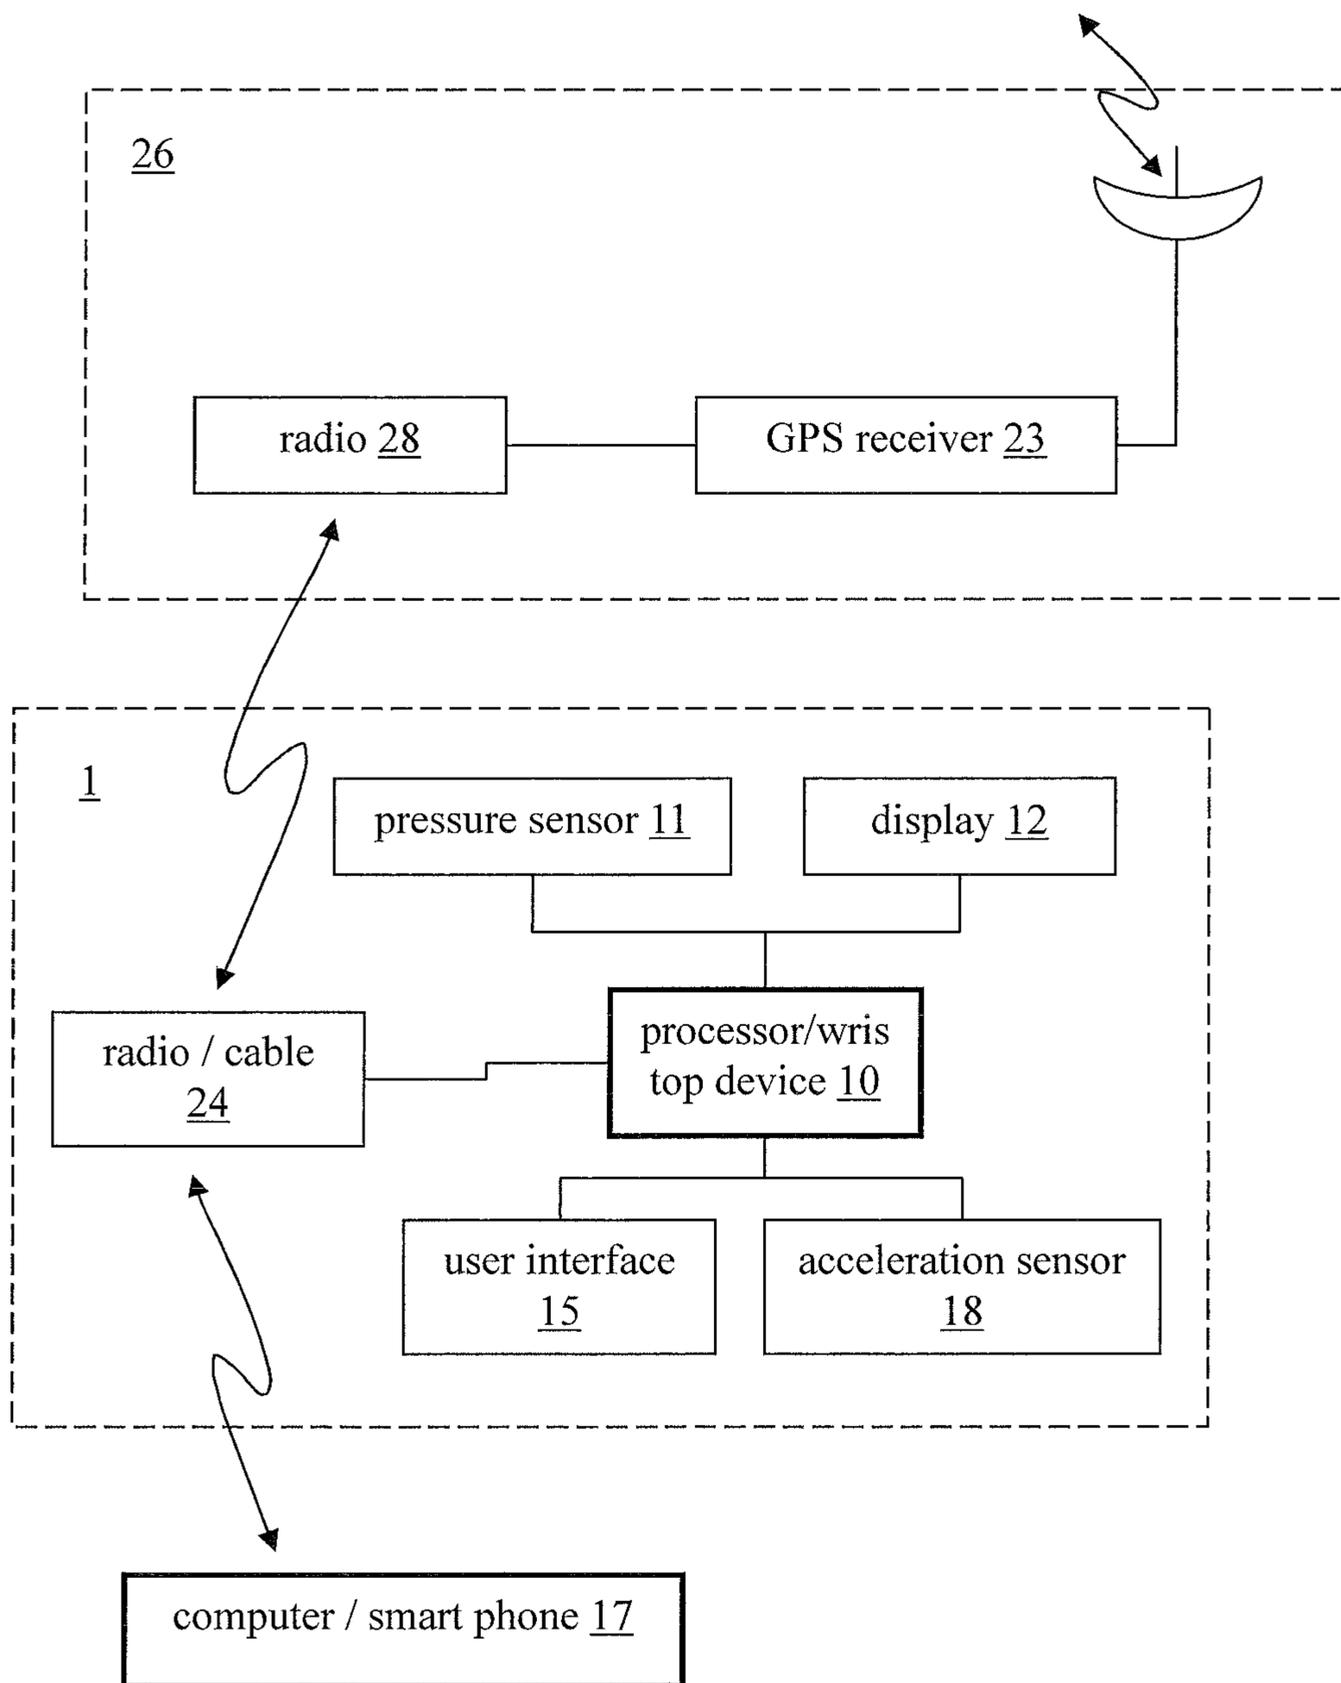 26
radio 28
GPS receiver 23
1
pressure sensor 11
display 12
radio / cable
24
processor/wris
top device 10
user interface
15
acceleration sensor
18
computer / smart phone 17